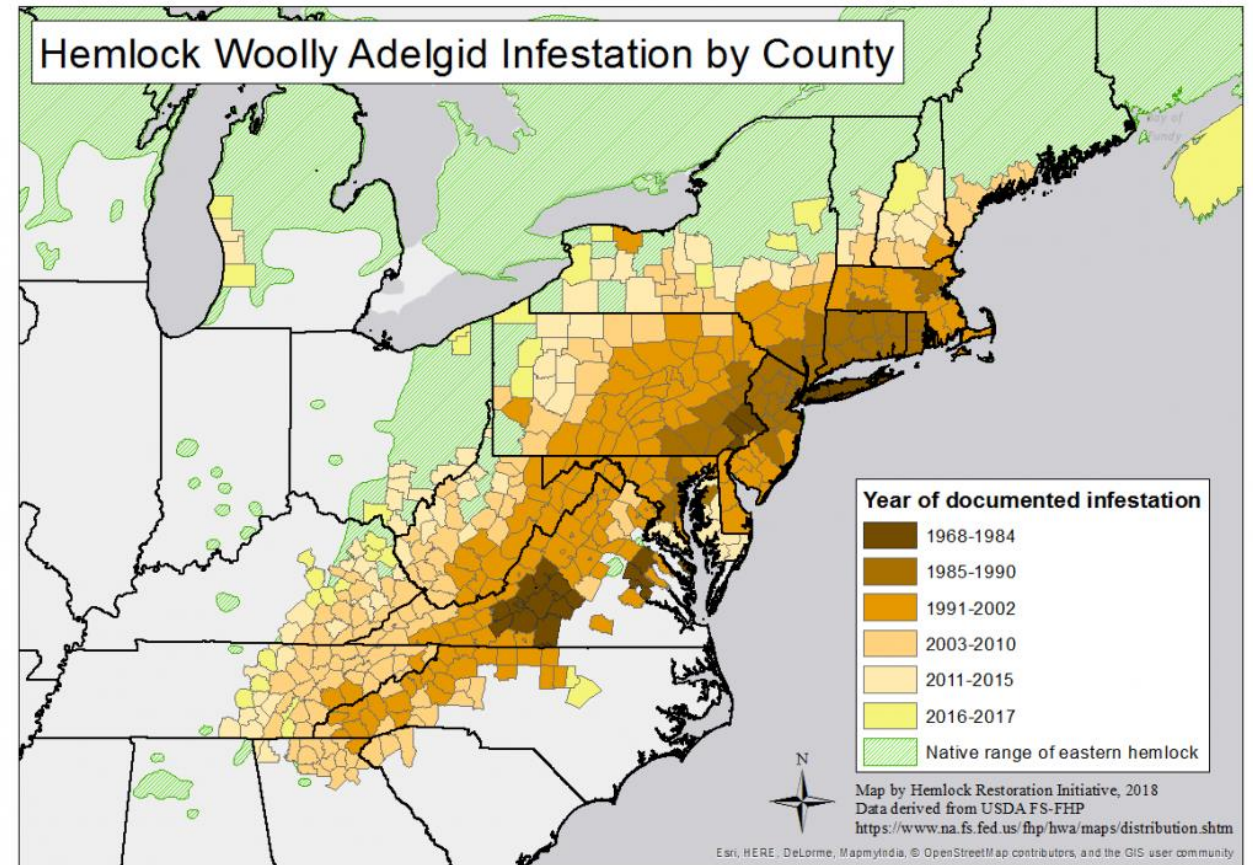 Hemlock Woolly Adelgid Infestation by County
Bay of
Fundy
Year of documented infestation
1968-1984
1985-1990
1991-2002
2003-2010
2011-2015
2016-2017
Native range of eastern hemlock
N
Map by Hemlock Restoration Initiative, 2018
Data derived from USDA FS-FHP
https://www.na.fs.fed.us/fhp/hwa/maps/distribution.shtm
Esri, HERE, DeLorme, MapmyIndia, © OpenStreetMap contributors, and the GIS user community